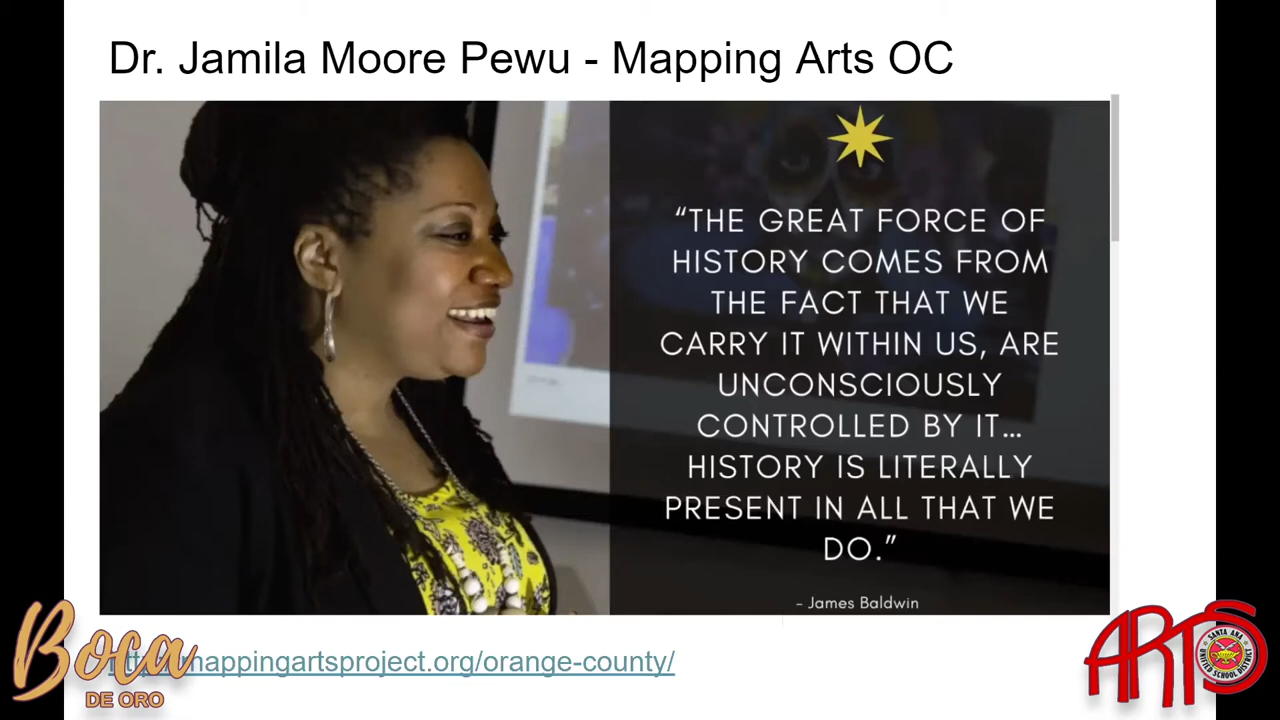 Dr. Jamila Moore Pewu - Mapping Arts OC
“THE GREAT FORCE OF
HISTORY COMES FROM
THE FACT THAT WE
CARRY IT WITHIN US, ARE
UNCONSCIOUSLY
CONTROLLED BY IT...
HISTORY IS LITERALLY
PRESENT IN ALL THAT WE
DO.”
- James Baldwin
mappingartsproject.org/orange-county/
Boca
DE ORO
ARTS
SANTA ANA
UNIFIED SCHOOL DISTRICT